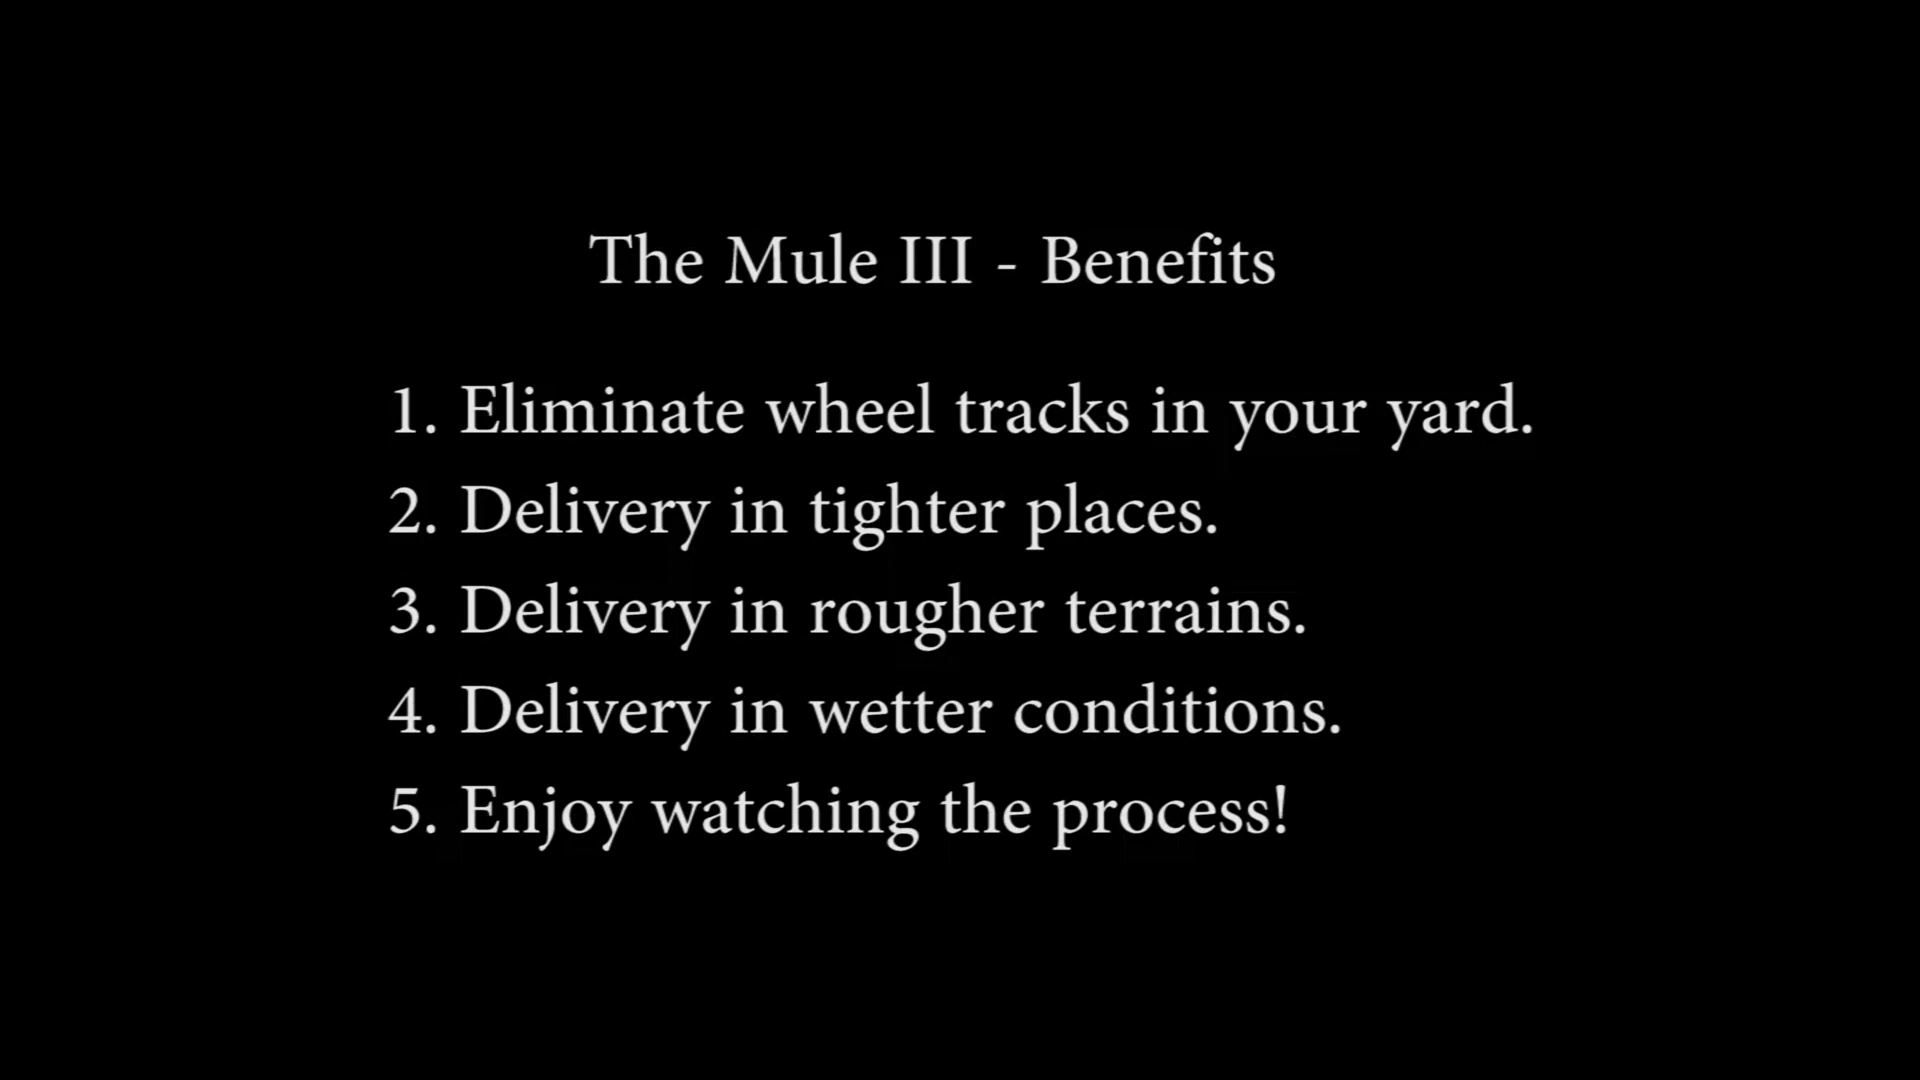 The Mule III - Benefits
1. Eliminate wheel tracks in your yard.
2. Delivery in tighter places.
3. Delivery in rougher terrains.
4. Delivery in wetter conditions.
5. Enjoy watching the process!